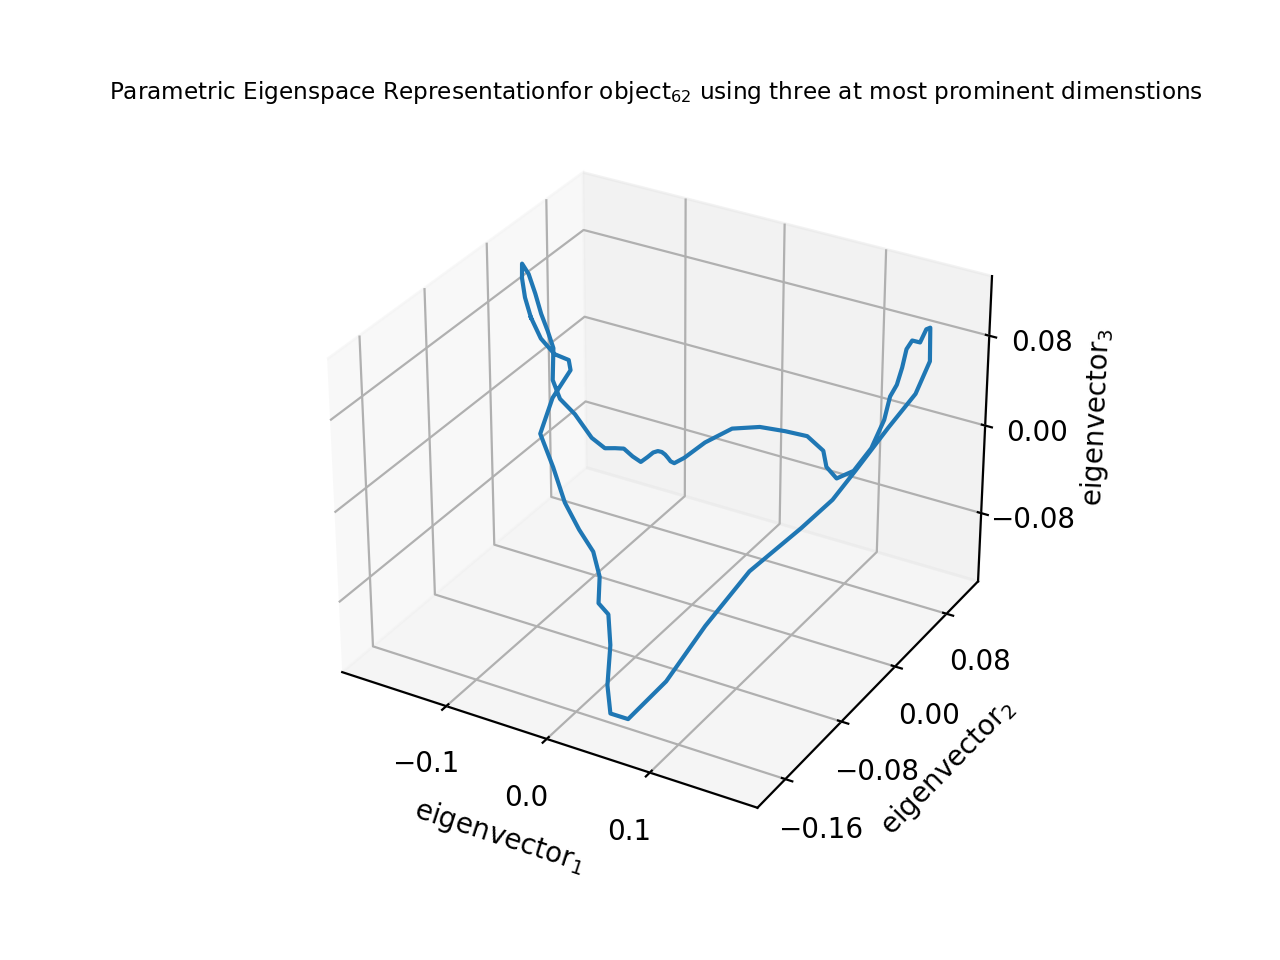 Parametric Eigenspace Representationfor object₆₂ using three at most prominent dimenstions
0.08
0.00
−0.08
eigenvector₃
0.08
0.00
−0.08
−0.16
eigenvector₂
−0.1
0.0
0.1
eigenvector₁